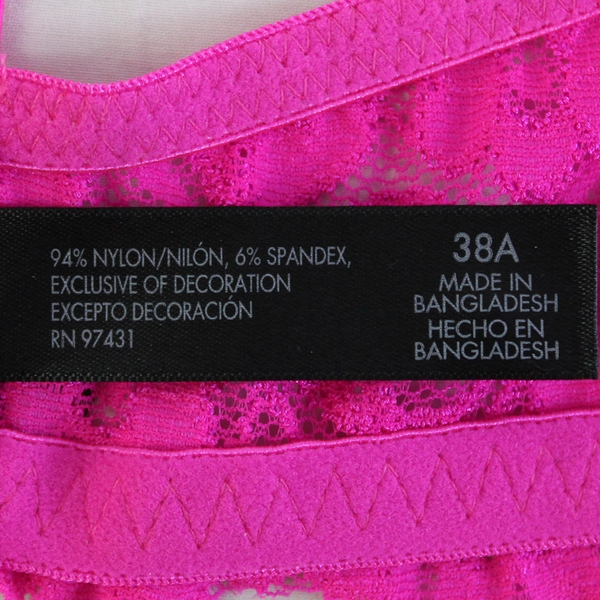 94% NYLON/NILÓN, 6% SPANDEX,
EXCLUSIVE OF DECORATION
EXCEPTO DECORACIÓN
RN 97431
38A
MADE IN
BANGLADESH
HECHO EN
BANGLADESH